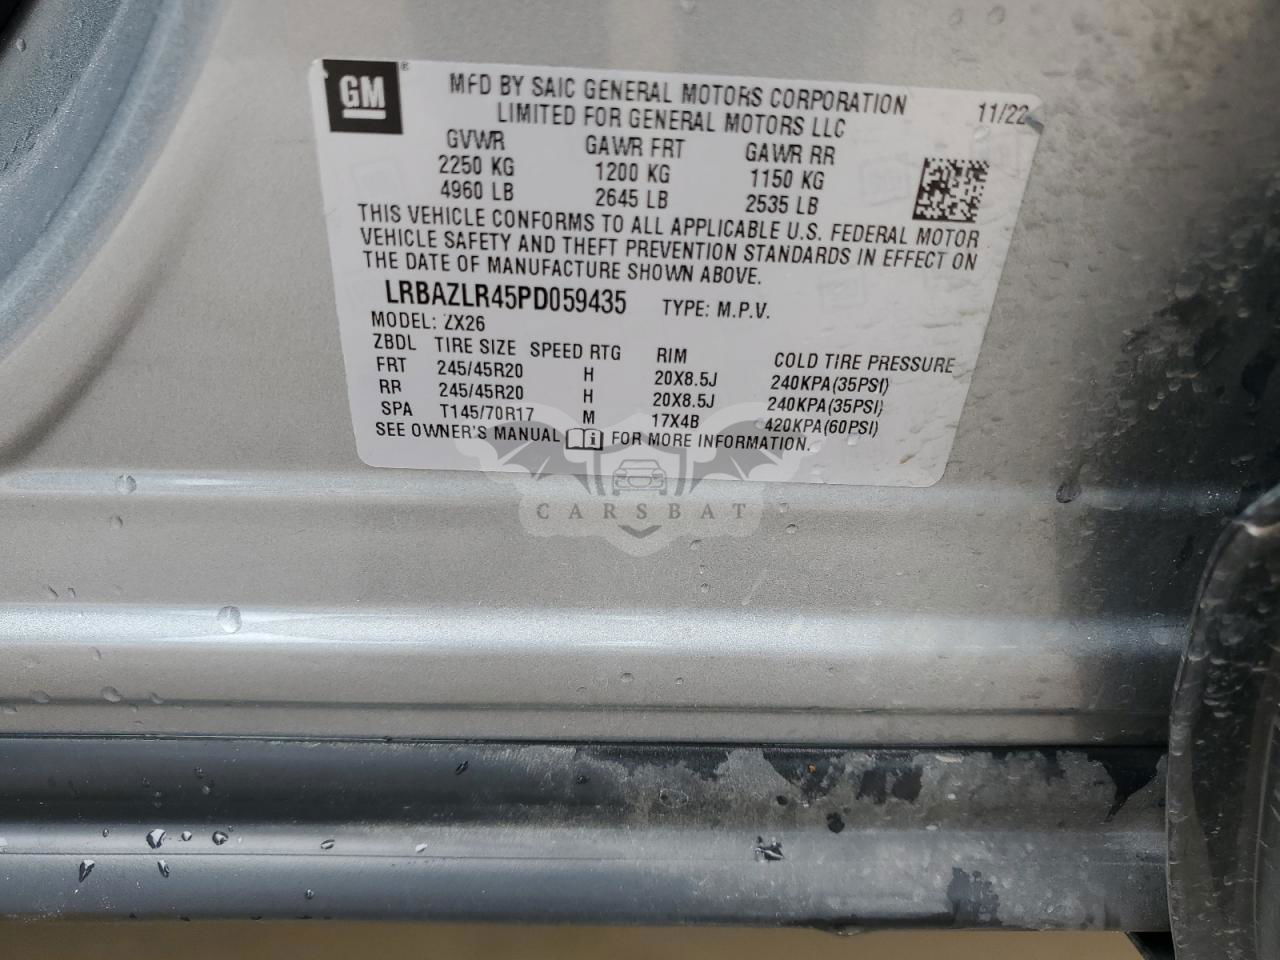 GM®
MFD BY SAIC GENERAL MOTORS CORPORATION 11/22
LIMITED FOR GENERAL MOTORS LLC
GVWR GAWR FRT GAWR RR
2250 KG 1200 KG 1150 KG
4960 LB 2645 LB 2535 LB
THIS VEHICLE CONFORMS TO ALL APPLICABLE U.S. FEDERAL MOTOR
VEHICLE SAFETY AND THEFT PREVENTION STANDARDS IN EFFECT ON
THE DATE OF MANUFACTURE SHOWN ABOVE.
LRBAZLR45PD059435 TYPE: M.P.V.
MODEL: ZX26
ZBDL TIRE SIZE SPEED RTG RIM COLD TIRE PRESSURE
FRT 245/45R20 H 20X8.5J 240KPA(35PSI)
RR 245/45R20 H 20X8.5J 240KPA(35PSI)
SPA T145/70R17 M 17X4B 420KPA(60PSI)
SEE OWNER'S MANUAL FOR MORE INFORMATION.
CARSBAT